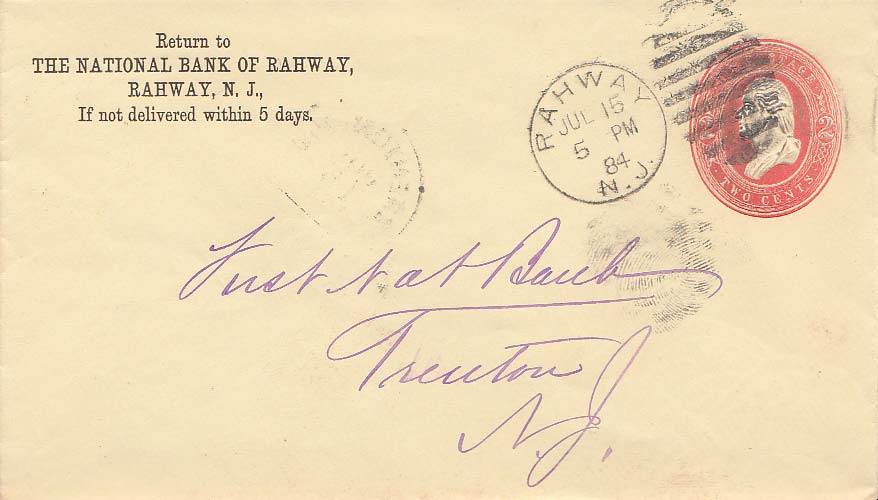 Return to
THE NATIONAL BANK OF RAHWAY,
RAHWAY, N. J.,
If not delivered within 5 days.
RAHWAY
JUL 15
5 PM
84
N.J.
TWO CENTS
First Nat Bank
Trenton
N.J.